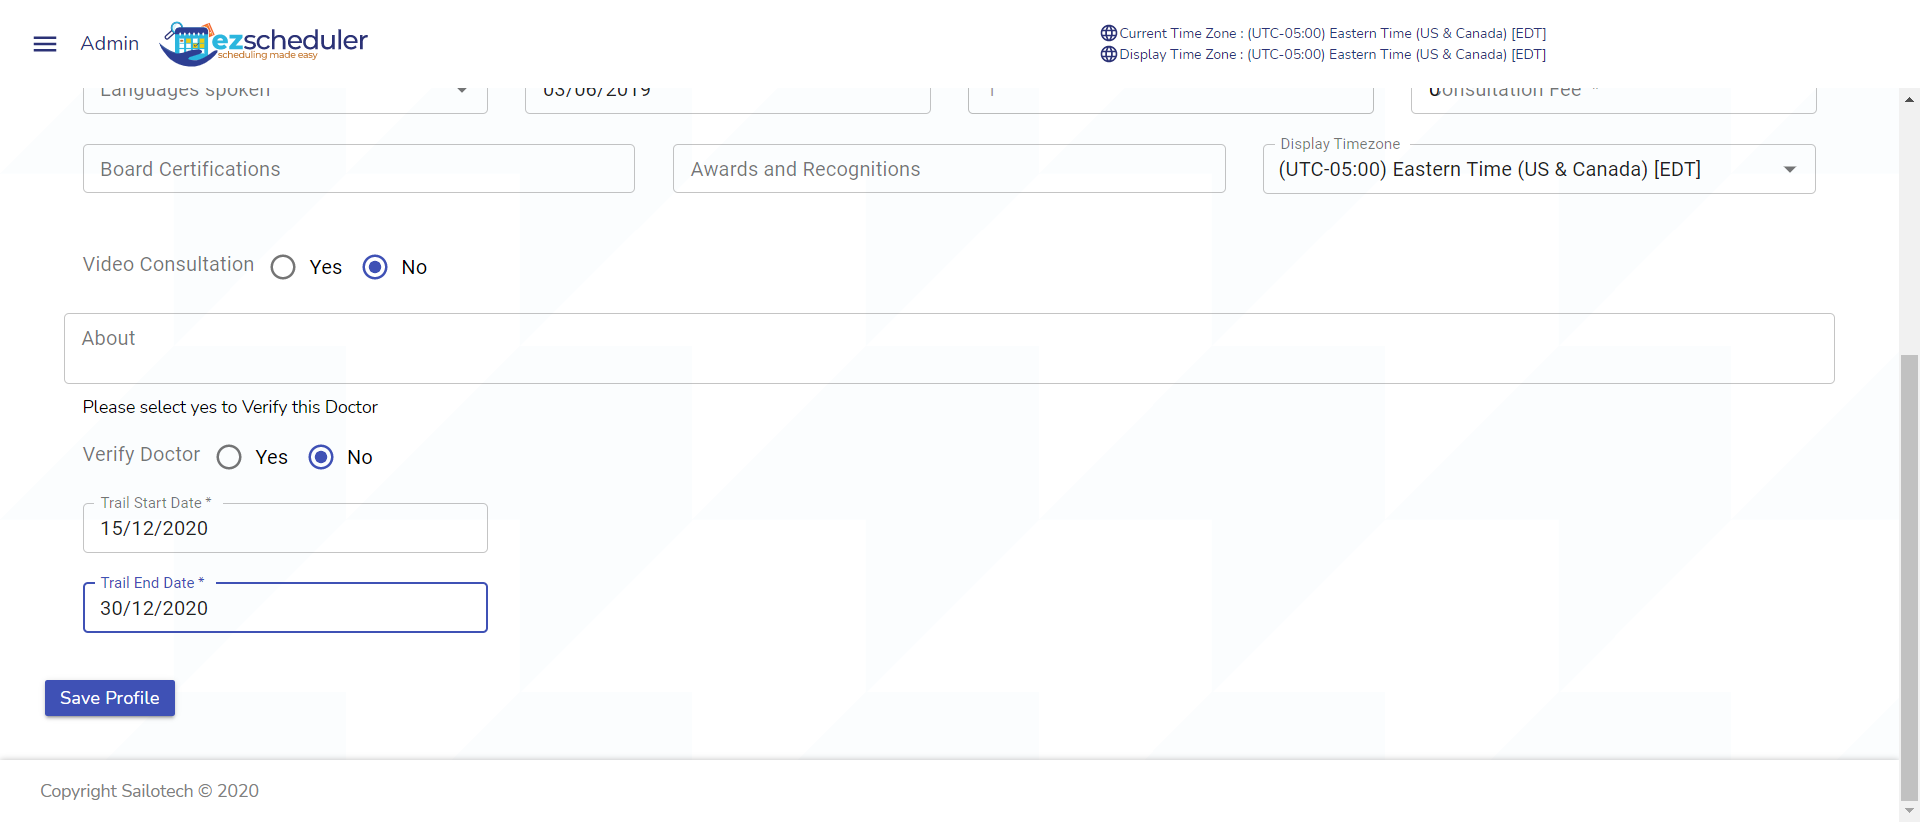 Admin
ezscheduler
scheduling made easy
Current Time Zone : (UTC-05:00) Eastern Time (US & Canada) [EDT]
Display Time Zone : (UTC-05:00) Eastern Time (US & Canada) [EDT]
Languages spoken
03/06/2019
Consultation Fee *
Board Certifications
Awards and Recognitions
Display Timezone
(UTC-05:00) Eastern Time (US & Canada) [EDT]
Video Consultation Yes No
About
Please select yes to Verify this Doctor
Verify Doctor Yes No
Trail Start Date *
15/12/2020
Trail End Date *
30/12/2020
Save Profile
Copyright Sailotech © 2020